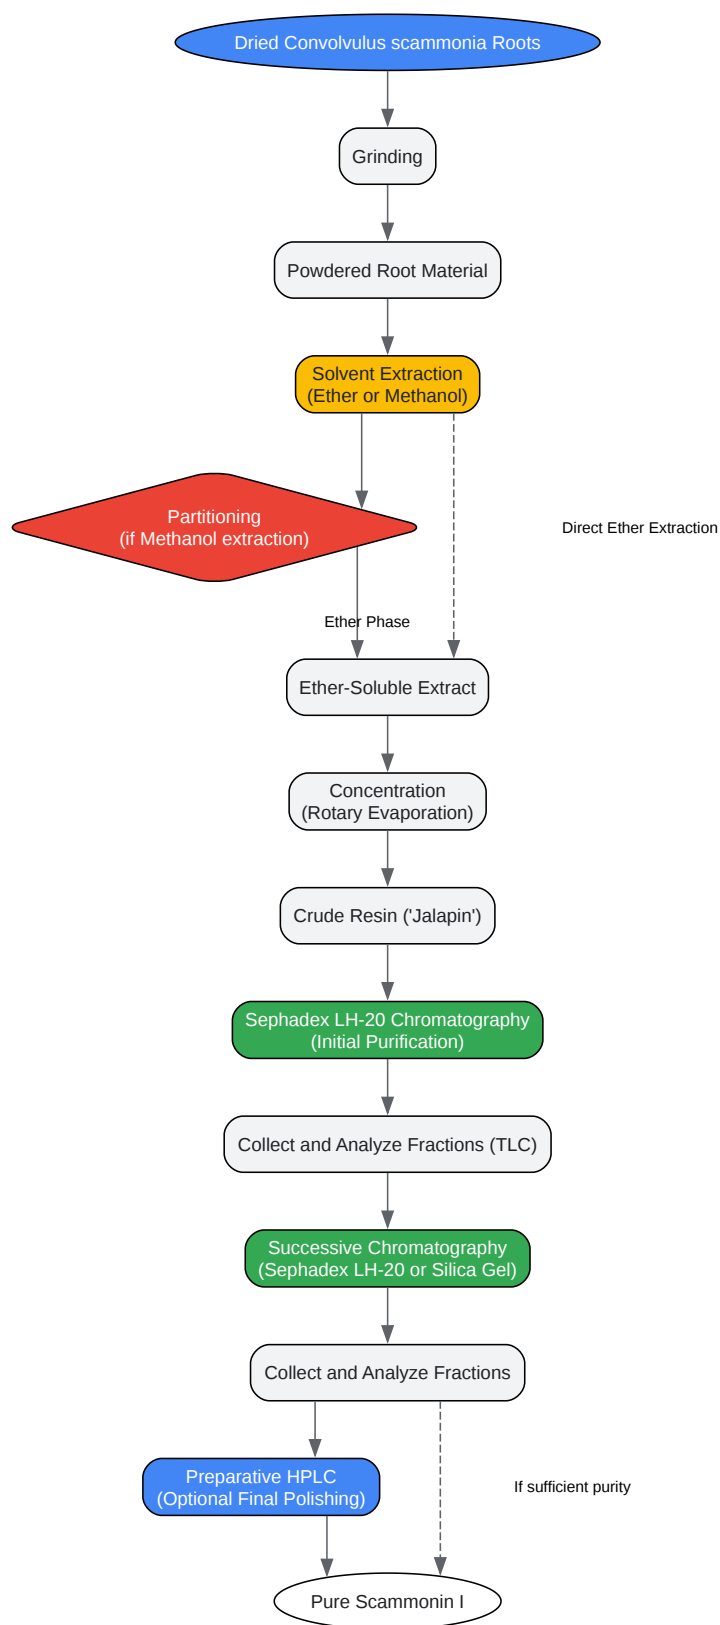 Dried Convolvulus scammonia Roots
Grinding
Powdered Root Material
Solvent Extraction
(Ether or Methanol)
Partitioning
(if Methanol extraction)
Direct Ether Extraction
Ether Phase
Ether-Soluble Extract
Concentration
(Rotary Evaporation)
Crude Resin ('Jalapin')
Sephadex LH-20 Chromatography
(Initial Purification)
Collect and Analyze Fractions (TLC)
Successive Chromatography
(Sephadex LH-20 or Silica Gel)
Collect and Analyze Fractions
Preparative HPLC
(Optional Final Polishing)
If sufficient purity
Pure Scammonin I